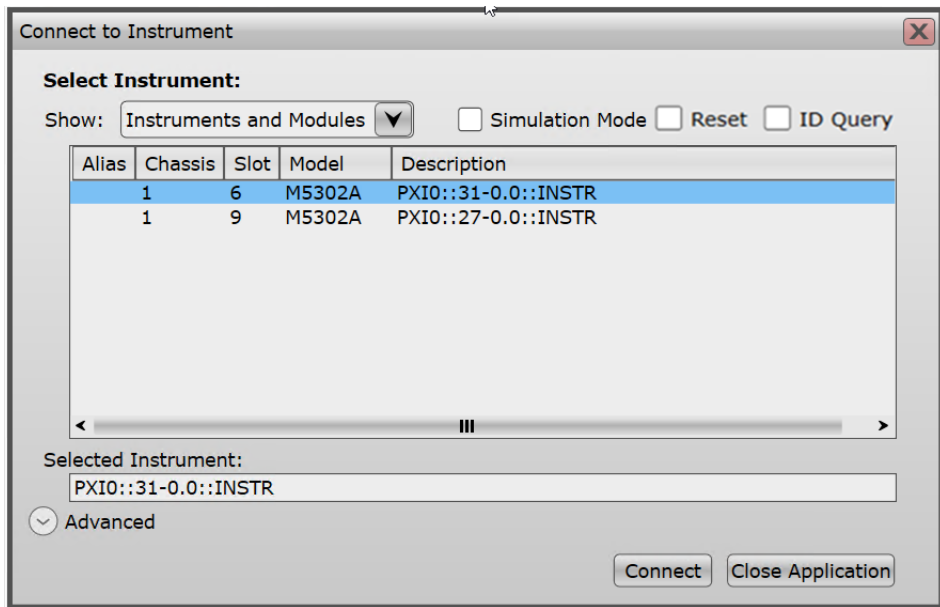 Connect to Instrument
Select Instrument:
Show: Instruments and Modules Simulation Mode Reset ID Query
Alias Chassis Slot Model Description
1 6 M5302A PXI0::31-0.0::INSTR
1 9 M5302A PXI0::27-0.0::INSTR
Selected Instrument:
PXI0::31-0.0::INSTR
Advanced
Connect Close Application